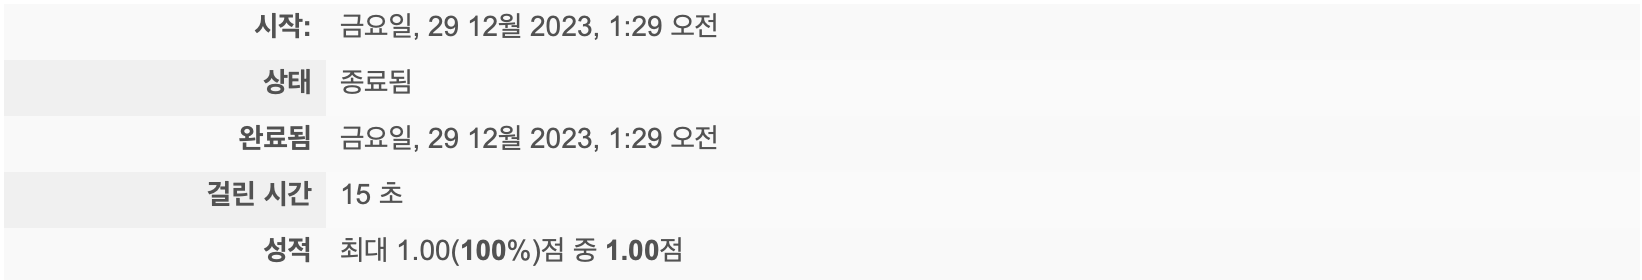 시작: 금요일, 29 12월 2023, 1:29 오전
상태 종료됨
완료됨 금요일, 29 12월 2023, 1:29 오전
걸린 시간 15 초
성적 최대 1.00(100%)점 중 1.00점